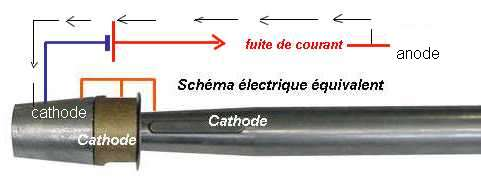 fuite de courant
anode
Schéma électrique équivalent
cathode
Cathode
Cathode